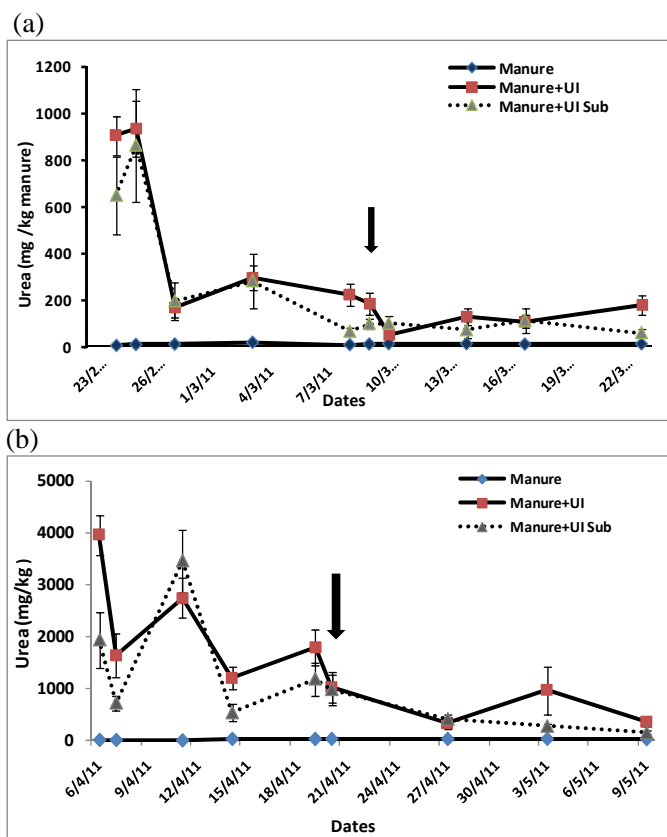 (a)
1200
1000
800
600
400
200
0
Urea (mg /kg manure)
Manure
Manure+UI
Manure+UI Sub
23/2...
26/2...
1/3/11
4/3/11
7/3/11
10/3...
13/3...
16/3...
19/3...
22/3...
Dates
(b)
5000
4000
3000
2000
1000
0
Urea (mg/kg)
Manure
Manure+UI
Manure+UI Sub
6/4/11
9/4/11
12/4/11
15/4/11
18/4/11
21/4/11
24/4/11
27/4/11
30/4/11
3/5/11
6/5/11
9/5/11
Dates